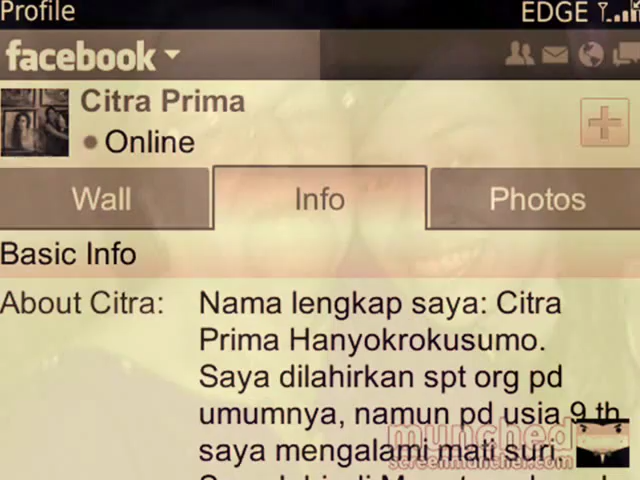 Profile
EDGE
facebook
Citra Prima
Online
Wall
Info
Photos
Basic Info
About Citra:
Nama lengkap saya: Citra
Prima Hanyokrokusumo.
Saya dilahirkan spt org pd
umumnya, namun pd usia 9 th
saya mengalami mati suri.
munched
screenmuncher.com